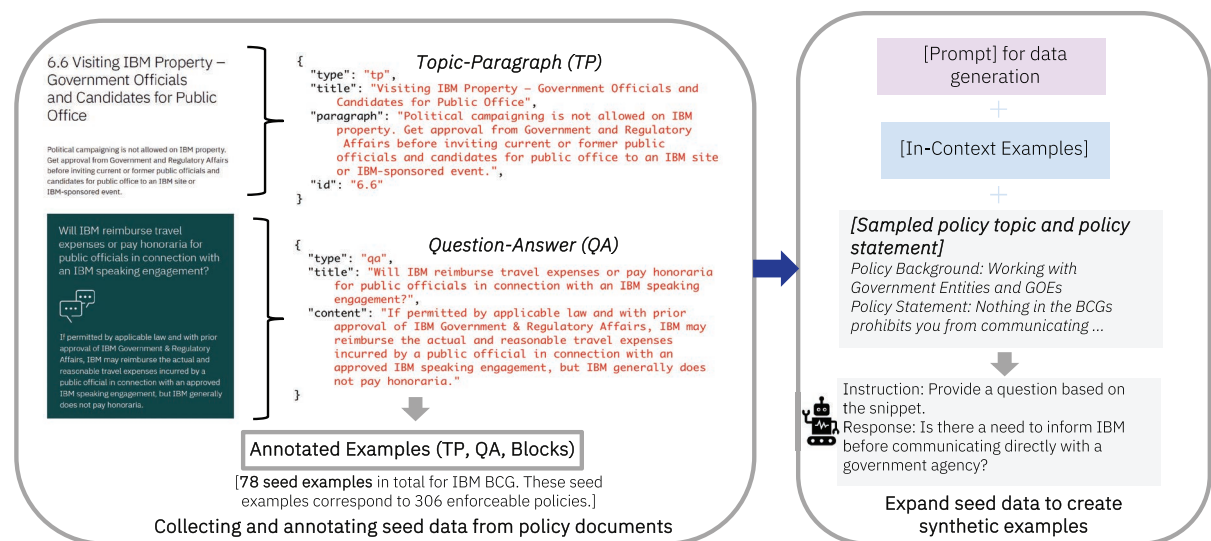 6.6 Visiting IBM Property –
Government Officials
and Candidates for Public
Office
Political campaigning is not allowed on IBM property.
Get approval from Government and Regulatory Affairs
before inviting current or former public officials and
candidates for public office to an IBM site or
IBM-sponsored event.
Will IBM reimburse travel
expenses or pay honoraria for
public officials in connection with
an IBM speaking engagement?
If permitted by applicable law and with prior
approval of IBM Government & Regulatory
Affairs, IBM may reimburse the actual and
reasonable travel expenses incurred by a
public official in connection with an approved
IBM speaking engagement, but IBM generally
does not pay honoraria.
Topic-Paragraph (TP)
{
"type": "tp",
"title": "Visiting IBM Property – Government Officials and
Candidates for Public Office",
"paragraph": "Political campaigning is not allowed on IBM
property. Get approval from Government and Regulatory
Affairs before inviting current or former public
officials and candidates for public office to an IBM site
or IBM-sponsored event.",
"id": "6.6"
}
Question-Answer (QA)
{
"type": "qa",
"title": "Will IBM reimburse travel expenses or pay honoraria
for public officials in connection with an IBM speaking
engagement?",
"content": "If permitted by applicable law and with prior
approval of IBM Government & Regulatory Affairs, IBM may
reimburse the actual and reasonable travel expenses
incurred by a public official in connection with an
approved IBM speaking engagement, but IBM generally does
not pay honoraria."
}
Annotated Examples (TP, QA, Blocks)
[78 seed examples in total for IBM BCG. These seed
examples correspond to 306 enforceable policies.]
Collecting and annotating seed data from policy documents
[Prompt] for data
generation
+
[In-Context Examples]
+
[Sampled policy topic and policy
statement]
Policy Background: Working with
Government Entities and GOEs
Policy Statement: Nothing in the BCGs
prohibits you from communicating ...
Instruction: Provide a question based on
the snippet.
Response: Is there a need to inform IBM
before communicating directly with a
government agency?
Expand seed data to create
synthetic examples